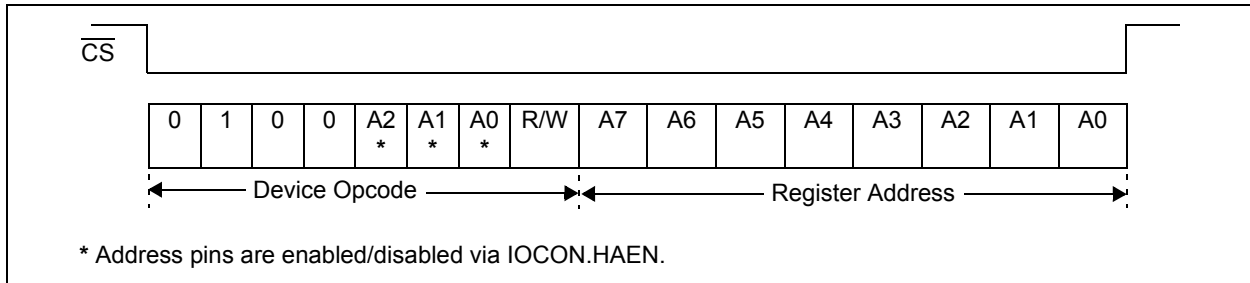 CS
0 1 0 0 A2 A1 A0 R/W A7 A6 A5 A4 A3 A2 A1 A0
* * *
Device Opcode Register Address
* Address pins are enabled/disabled via IOCON.HAEN.